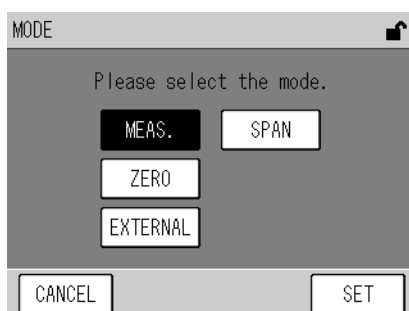 MODE
Please select the mode.
MEAS. SPAN
ZERO
EXTERNAL
CANCEL SET